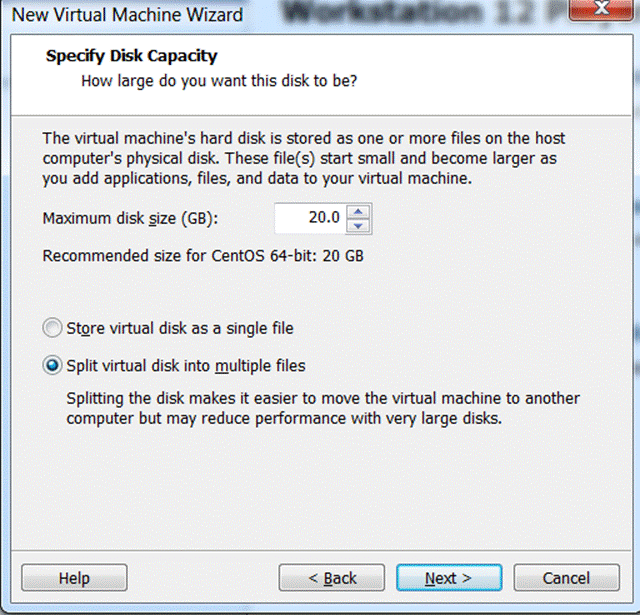 New Virtual Machine Wizard
Workstation 12
Specify Disk Capacity
How large do you want this disk to be?
The virtual machine's hard disk is stored as one or more files on the host
computer's physical disk. These file(s) start small and become larger as
you add applications, files, and data to your virtual machine.
Maximum disk size (GB): 20.0
Recommended size for CentOS 64-bit: 20 GB
Store virtual disk as a single file
Split virtual disk into multiple files
Splitting the disk makes it easier to move the virtual machine to another
computer but may reduce performance with very large disks.
Help < Back Next > Cancel